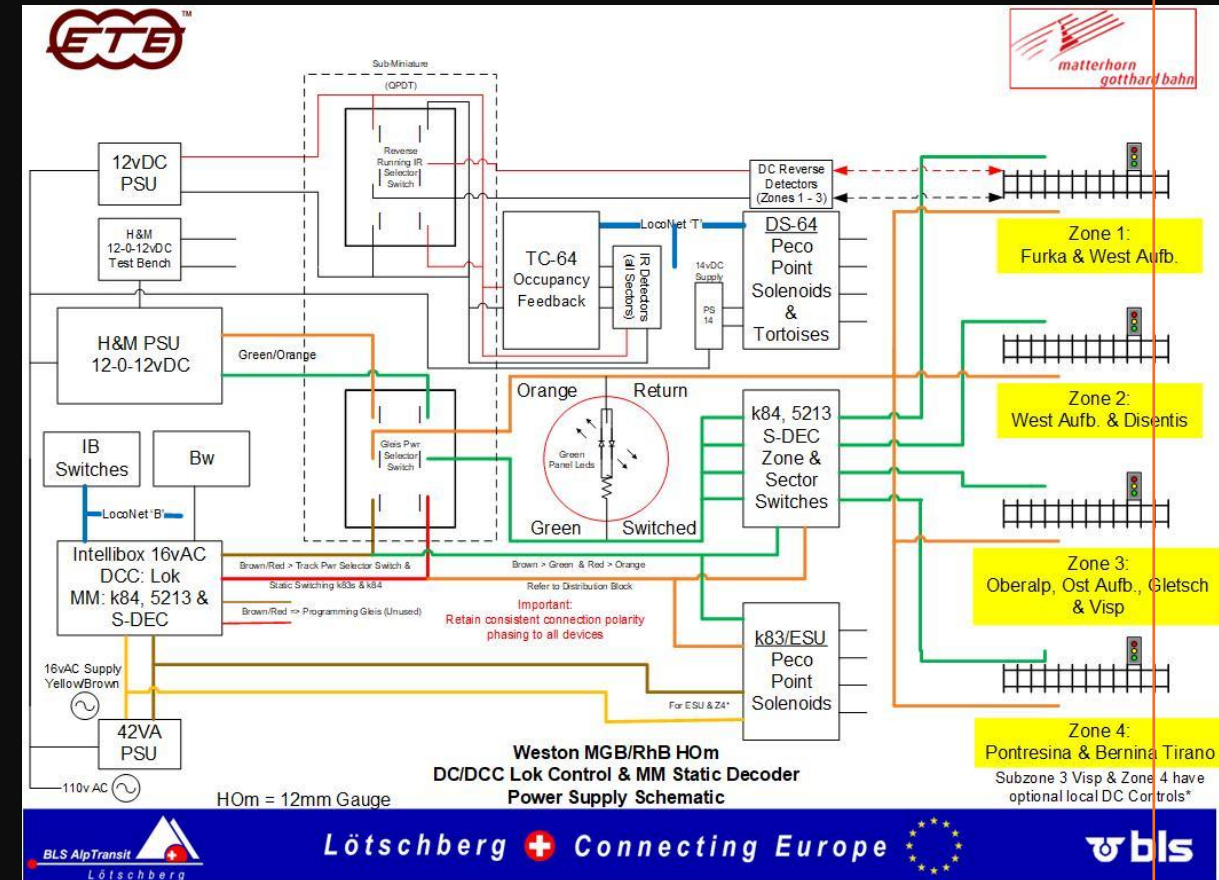 ETE
TM
matterhorn
gotthard bahn
Sub-Miniature
(QPDT)
Reverse
Running IR
Selector
Switch
12vDC
PSU
H&M
12-0-12vDC
Test Bench
H&M PSU
12-0-12vDC
Green/Orange
TC-64
Occupancy
Feedback
IR Detectors
(all Sectors)
LocoNet 'T'
14vDC
Supply
PS
14
DC Reverse
Detectors
(Zones 1 - 3)
DS-64
Peco
Point
Solenoids
&
Tortoises
Zone 1:
Furka & West Aufb.
Orange
Return
Green
Panel Leds
Green
Switched
Gleis Pwr
Selector
Switch
k84, 5213
S-DEC
Zone &
Sector
Switches
Zone 2:
West Aufb. & Disentis
IB
Switches
Bw
LocoNet 'B'
Intellibox 16vAC
DCC: Lok
MM: k84, 5213 &
S-DEC
Brown/Red > Track Pwr Selector Switch &
Static Switching k83s & k84
Brown/Red => Programming Gleis (Unused)
Brown > Green & Red > Orange
Refer to Distribution Block
Important:
Retain consistent connection polarity
phasing to all devices
Zone 3:
Oberalp, Ost Aufb., Gletsch
& Visp
k83/ESU
Peco
Point
Solenoids
For ESU & Z4*
16vAC Supply
Yellow/Brown
42VA
PSU
110v AC
HOm = 12mm Gauge
Weston MGB/RhB HOm
DC/DCC Lok Control & MM Static Decoder
Power Supply Schematic
Zone 4:
Pontresina & Bernina Tirano
Subzone 3 Visp & Zone 4 have
optional local DC Controls*
BLS AlpTransit
Lötschberg
Lötschberg Connecting Europe
bls